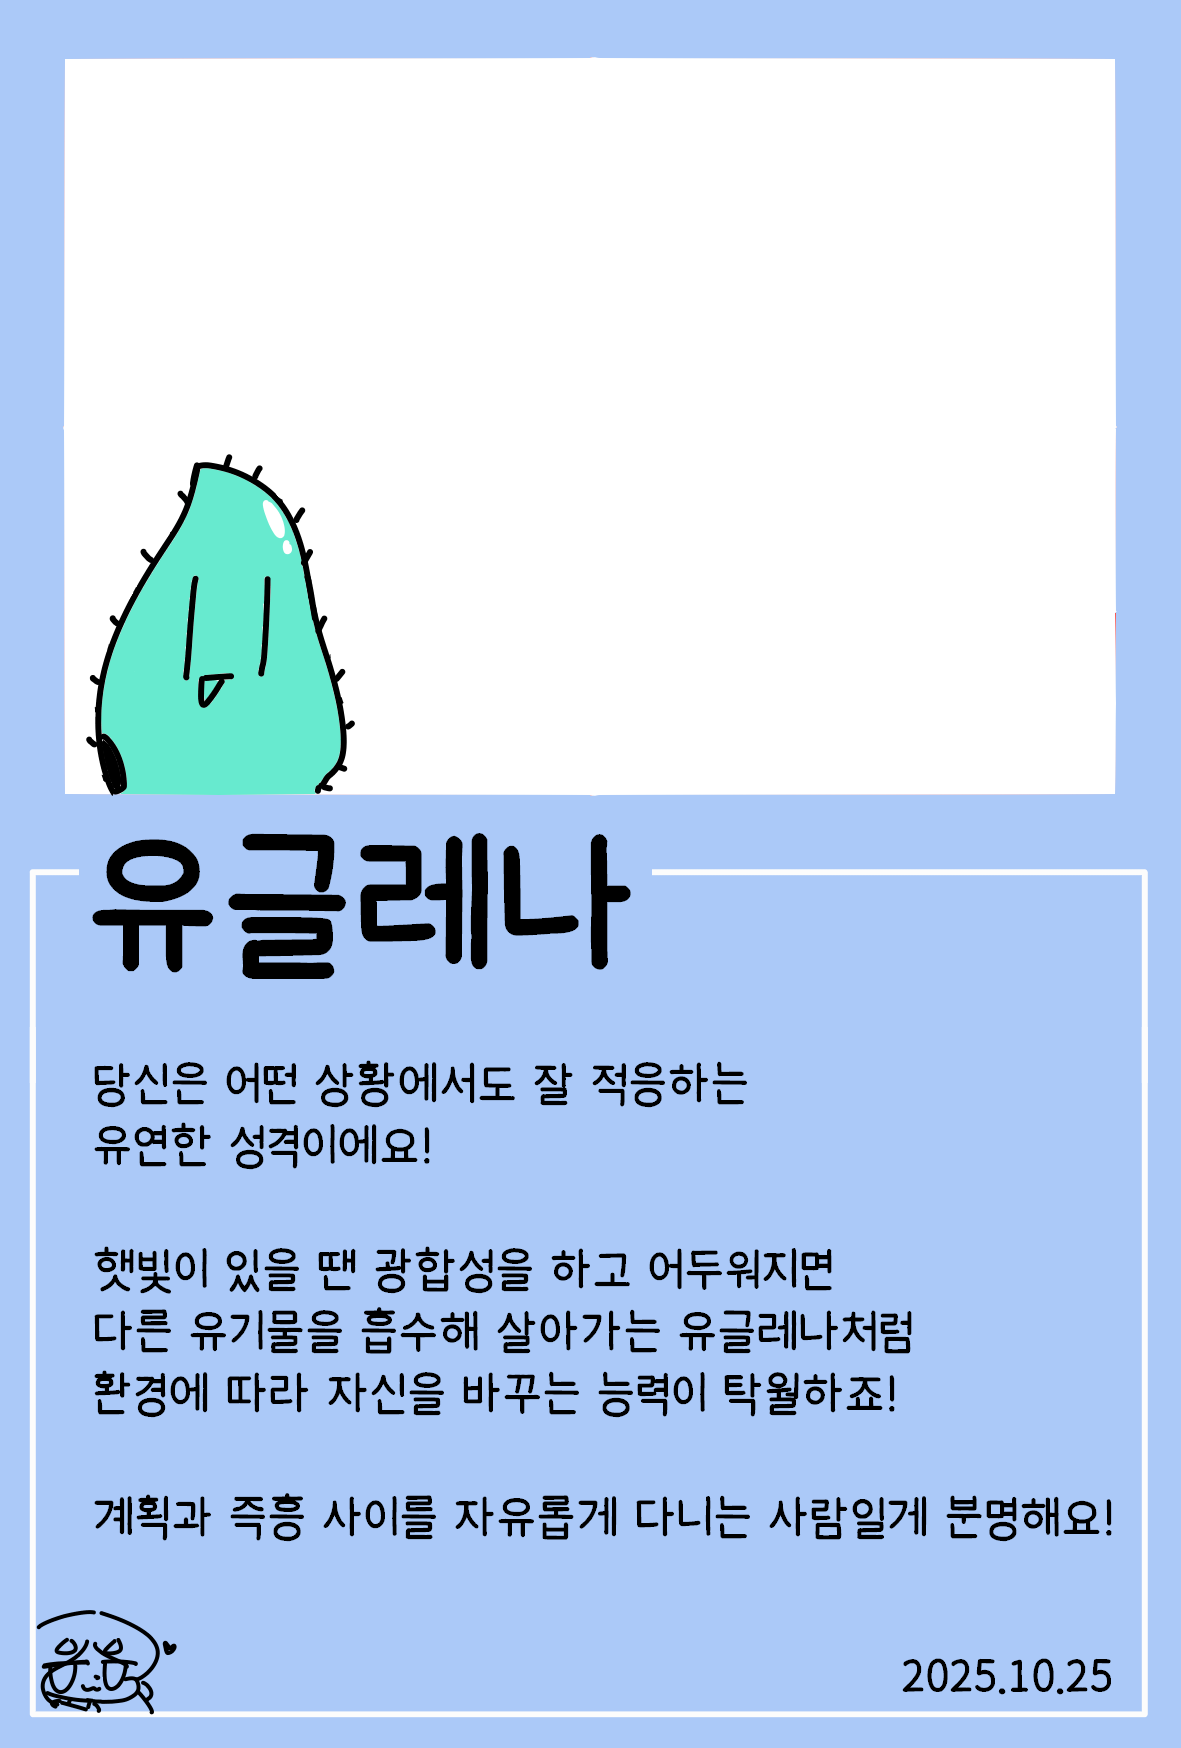 유글레나
당신은 어떤 상황에서도 잘 적응하는
유연한 성격이에요!
햇빛이 있을 땐 광합성을 하고 어두워지면
다른 유기물을 흡수해 살아가는 유글레나처럼
환경에 따라 자신을 바꾸는 능력이 탁월하죠!
계획과 즉흥 사이를 자유롭게 다니는 사람일게 분명해요!
2025.10.25